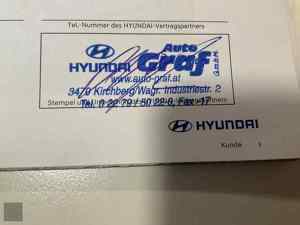 Tel.-Nummer des HYUNDAI-Vertragspartners
Auto
HYUNDAI Graf GmbH
www.auto-graf.at
3470 Kirchberg Wagr. Industriestr. 2
Tel. 0 22 79 / 50 22-0, Fax -17
Stempel und
HYUNDAI
Kunde